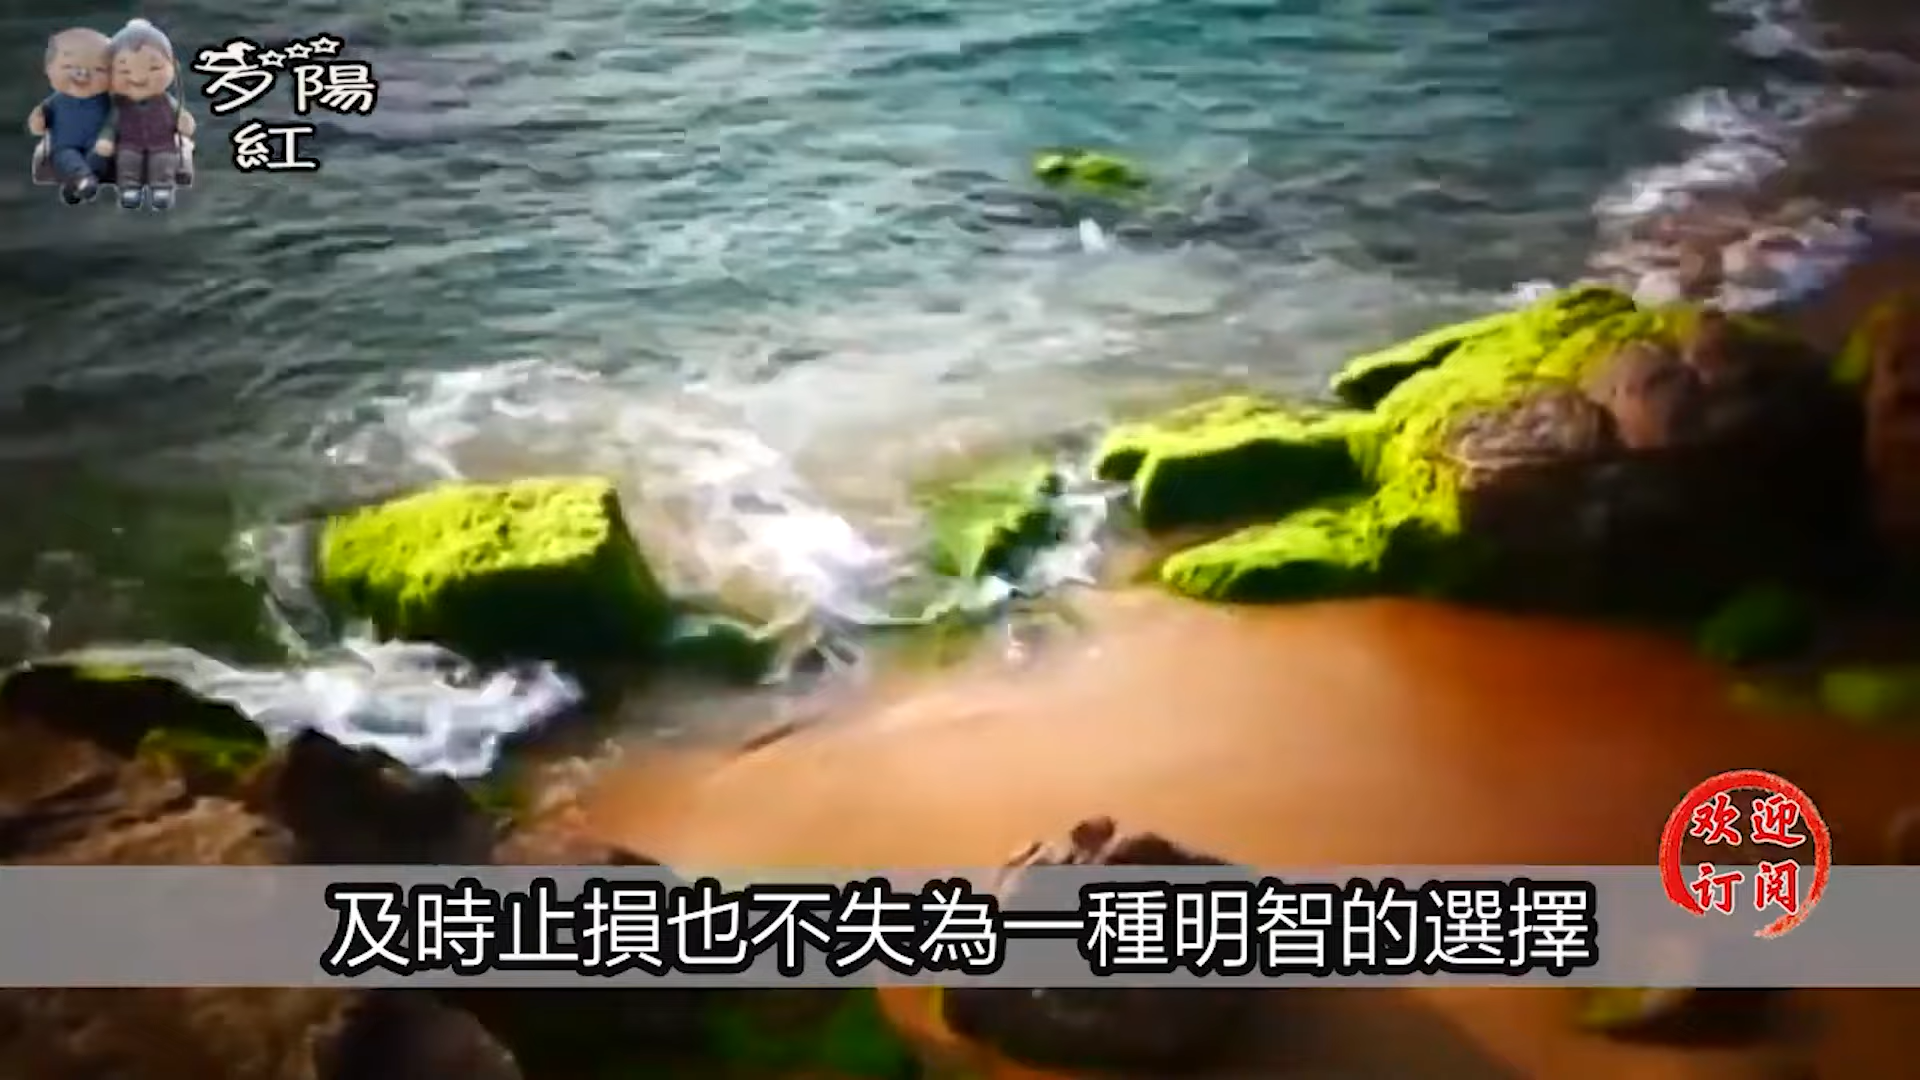 夕陽
紅
欢迎
订阅
及時止損也不失為一種明智的選擇